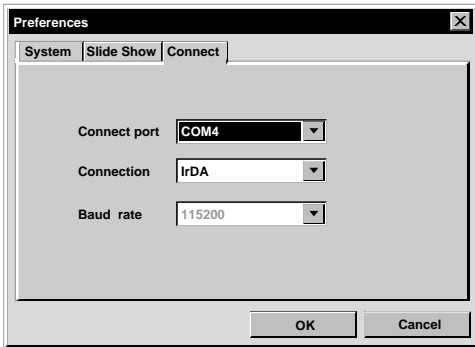 Preferences
System Slide Show Connect
Connect port COM4
Connection IrDA
Baud rate 115200
OK Cancel